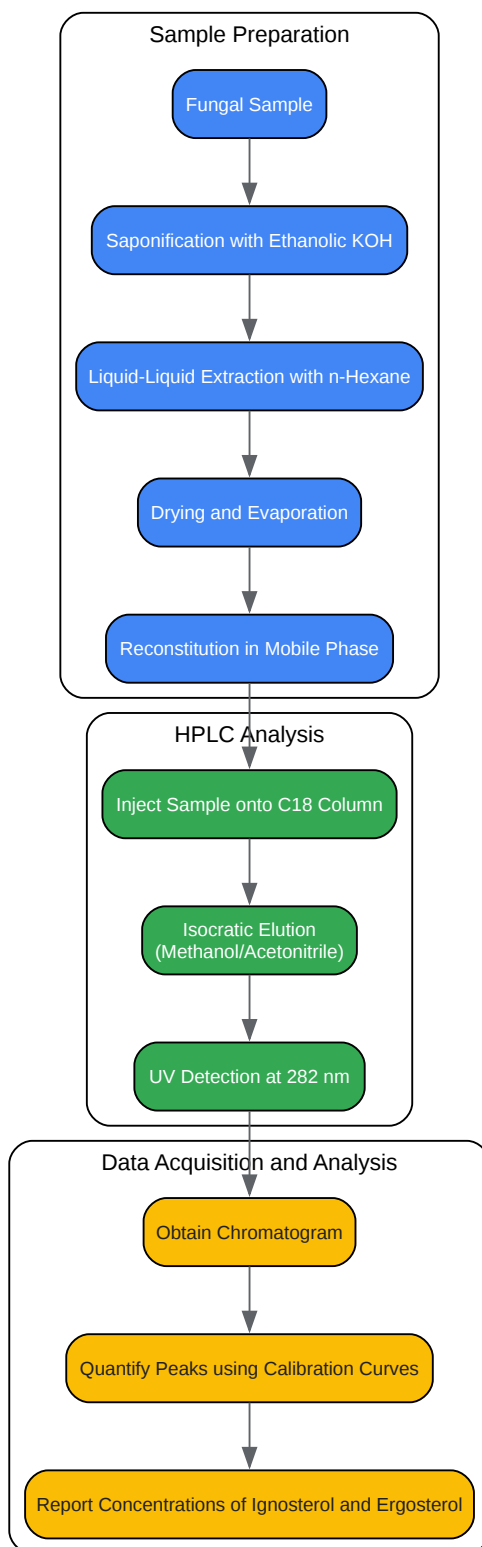 Sample Preparation
Fungal Sample
Saponification with Ethanolic KOH
Liquid-Liquid Extraction with n-Hexane
Drying and Evaporation
Reconstitution in Mobile Phase
HPLC Analysis
Inject Sample onto C18 Column
Isocratic Elution
(Methanol/Acetonitrile)
UV Detection at 282 nm
Data Acquisition and Analysis
Obtain Chromatogram
Quantify Peaks using Calibration Curves
Report Concentrations of Ignosterol and Ergosterol